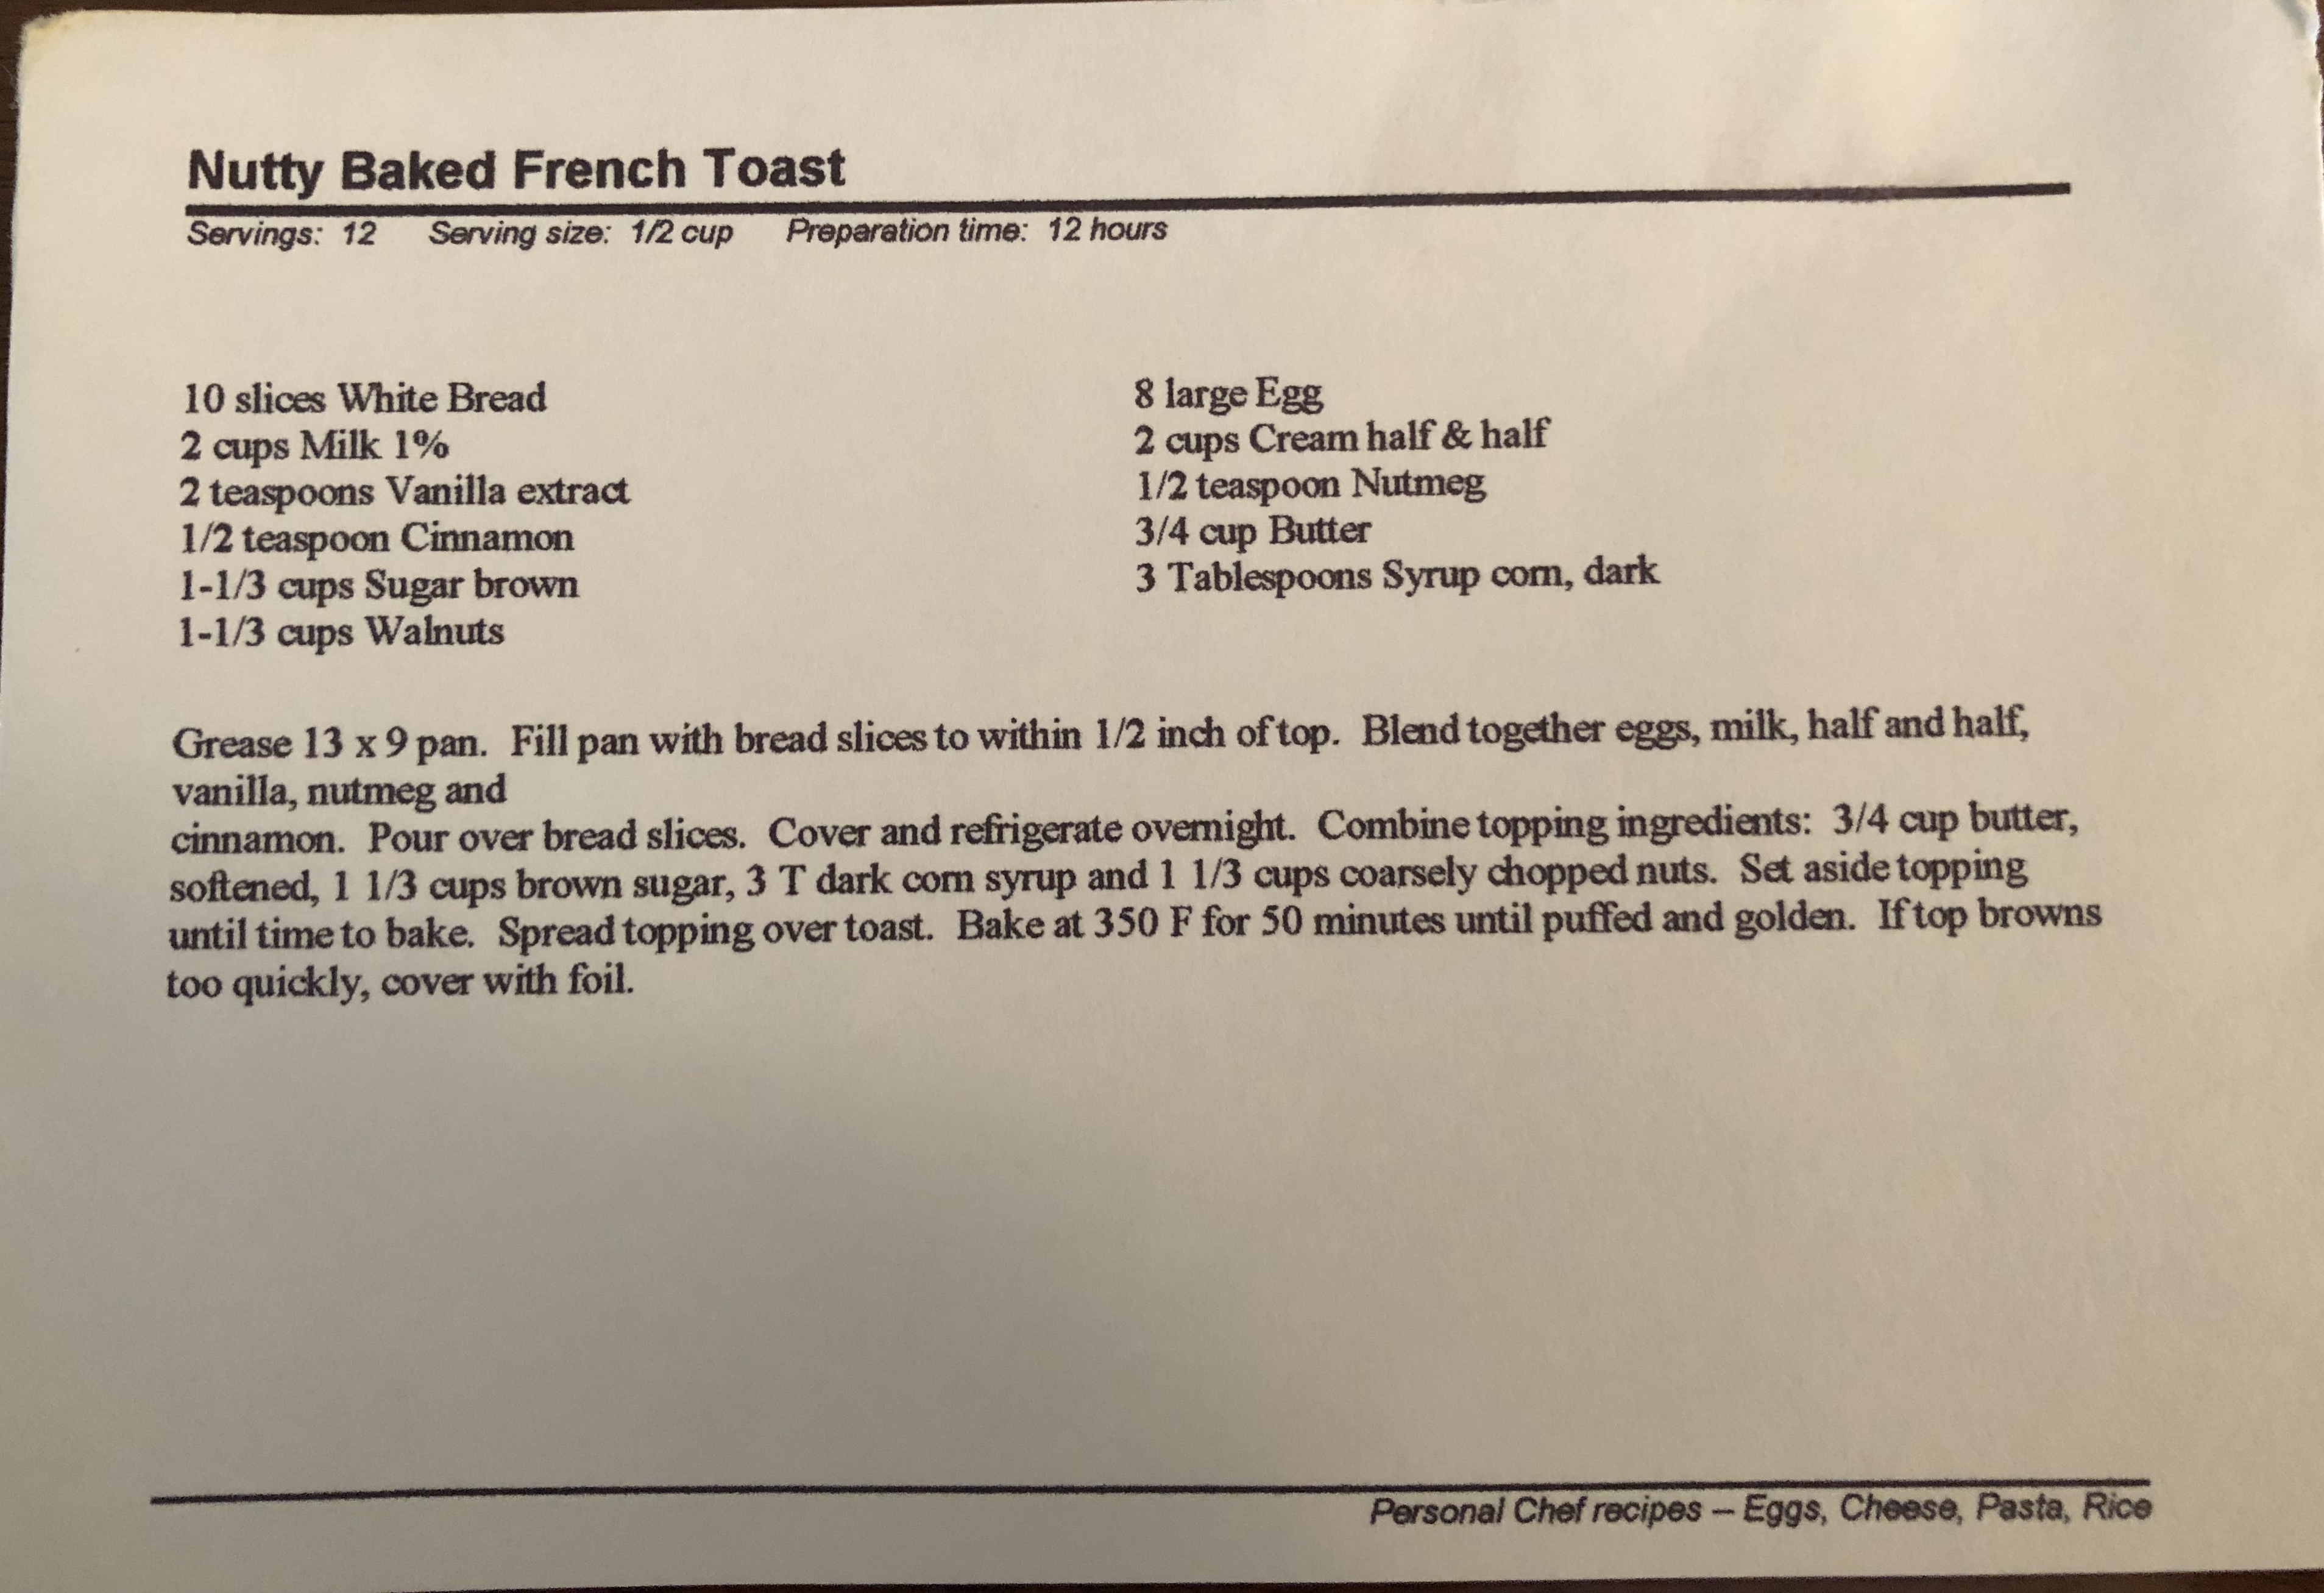 Nutty Baked French Toast
Servings: 12 Serving size: 1/2 cup Preparation time: 12 hours
10 slices White Bread
2 cups Milk 1%
2 teaspoons Vanilla extract
1/2 teaspoon Cinnamon
1-1/3 cups Sugar brown
1-1/3 cups Walnuts
8 large Egg
2 cups Cream half & half
1/2 teaspoon Nutmeg
3/4 cup Butter
3 Tablespoons Syrup corn, dark
Grease 13 x 9 pan. Fill pan with bread slices to within 1/2 inch of top. Blend together eggs, milk, half and half,
vanilla, nutmeg and
cinnamon. Pour over bread slices. Cover and refrigerate overnight. Combine topping ingredients: 3/4 cup butter,
softened, 1 1/3 cups brown sugar, 3 T dark corn syrup and 1 1/3 cups coarsely chopped nuts. Set aside topping
until time to bake. Spread topping over toast. Bake at 350 F for 50 minutes until puffed and golden. If top browns
too quickly, cover with foil.
Personal Chef recipes – Eggs, Cheese, Pasta, Rice